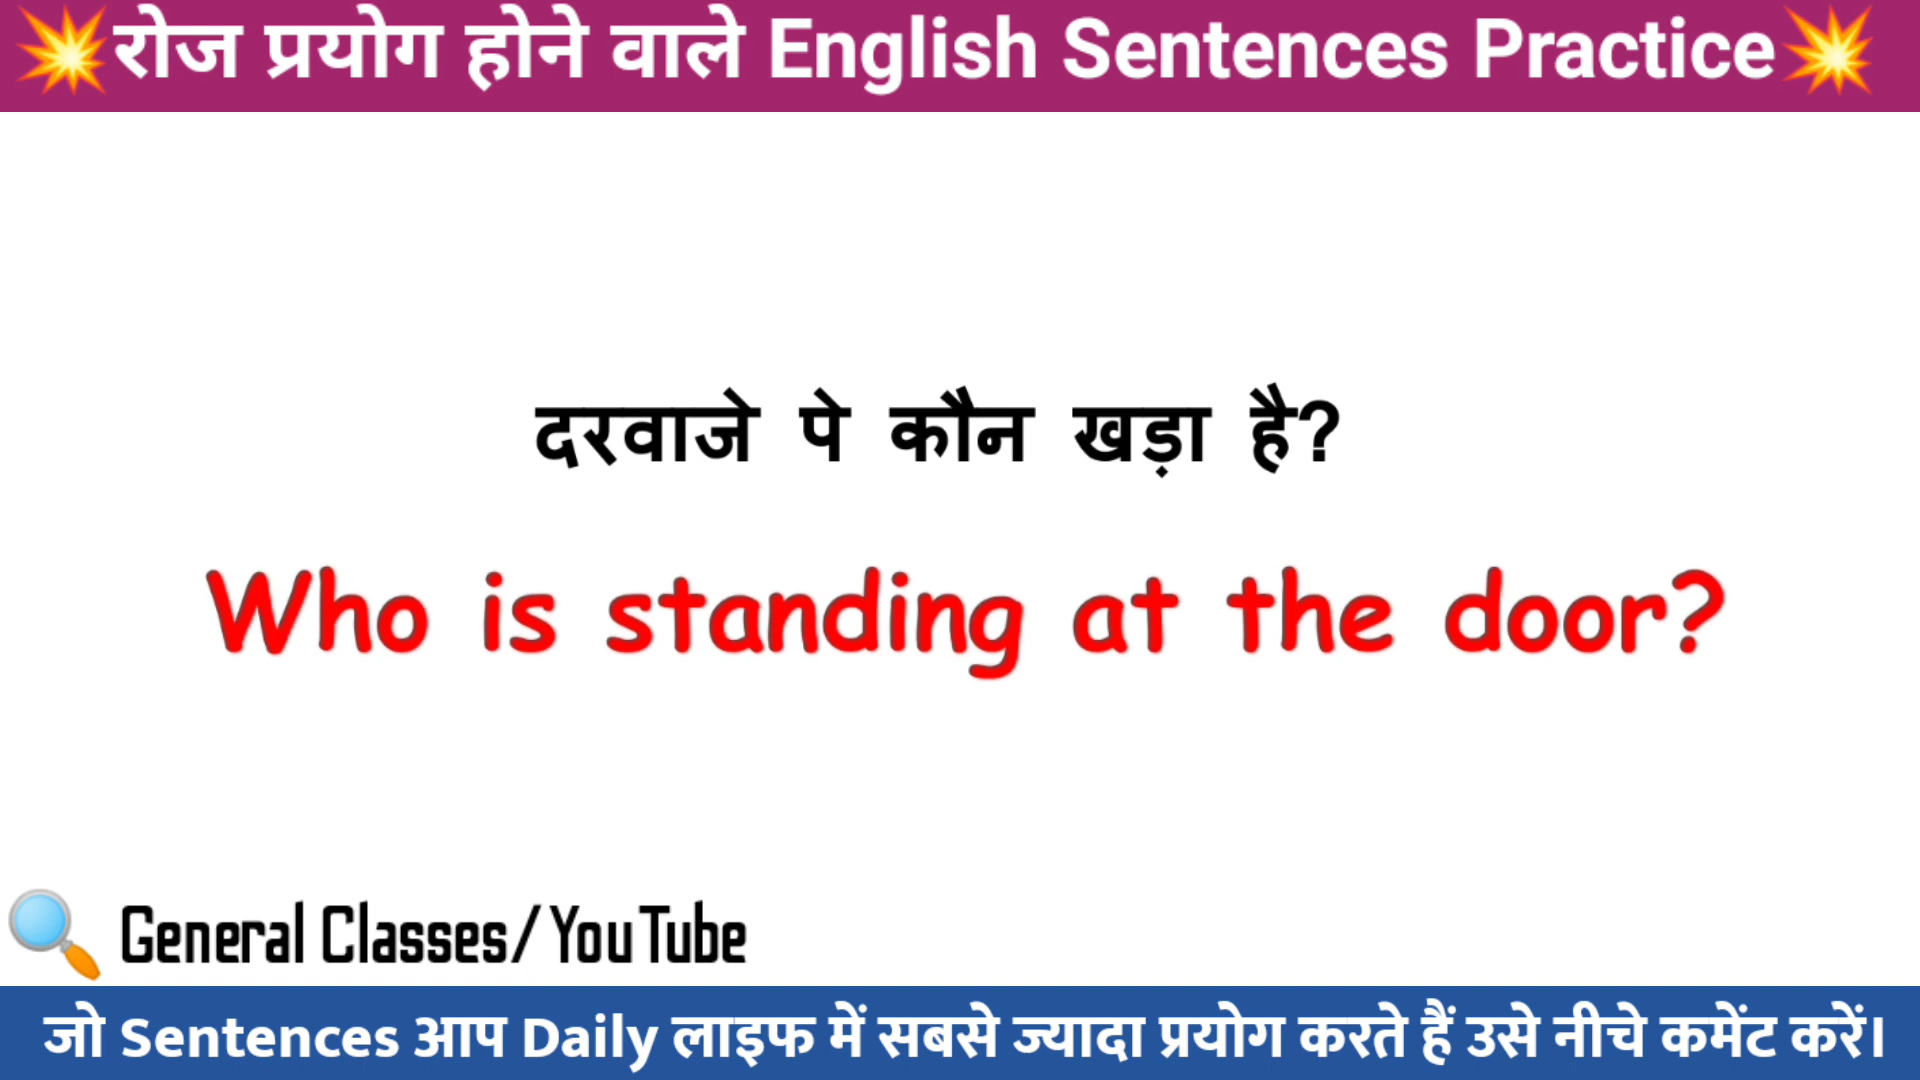 💥रोज प्रयोग होने वाले English Sentences Practice💥
दरवाजे पे कौन खड़ा है?
Who is standing at the door?
🔍 General Classes/YouTube
जो Sentences आप Daily लाइफ में सबसे ज्यादा प्रयोग करते हैं उसे नीचे कमेंट करें।